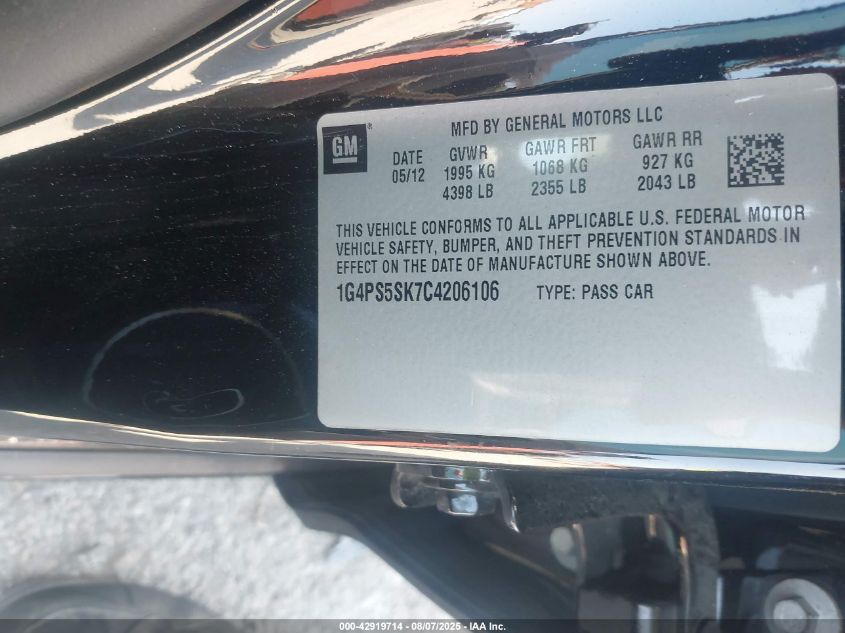 GM ®
MFD BY GENERAL MOTORS LLC
DATE GVWR GAWR FRT GAWR RR
05/12 1995 KG 1068 KG 927 KG
4398 LB 2355 LB 2043 LB
THIS VEHICLE CONFORMS TO ALL APPLICABLE U.S. FEDERAL MOTOR
VEHICLE SAFETY, BUMPER, AND THEFT PREVENTION STANDARDS IN
EFFECT ON THE DATE OF MANUFACTURE SHOWN ABOVE.
1G4PS5SK7C4206106 TYPE: PASS CAR
000-42919714 - 08/07/2025 - IAA Inc.